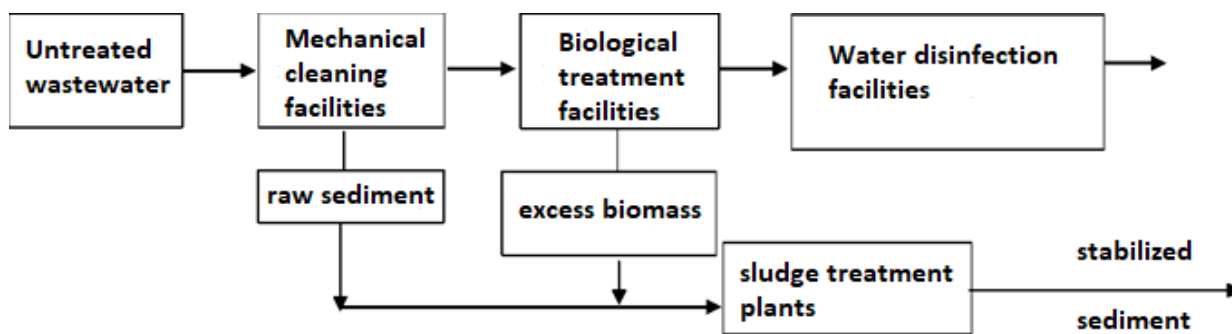 Untreated
wastewater
Mechanical
cleaning
facilities
Biological
treatment
facilities
Water disinfection
facilities
raw sediment
excess biomass
sludge treatment
plants
stabilized
sediment